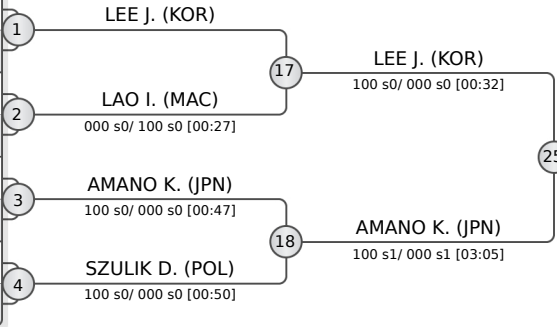 LEE J. (KOR)
1
17
LEE J. (KOR)
100 s0/ 000 s0 [00:32]
LAO I. (MAC)
2
000 s0/ 100 s0 [00:27]
25
AMANO K. (JPN)
3
100 s0/ 000 s0 [00:47]
18
AMANO K. (JPN)
100 s1/ 000 s1 [03:05]
SZULIK D. (POL)
4
100 s0/ 000 s0 [00:50]